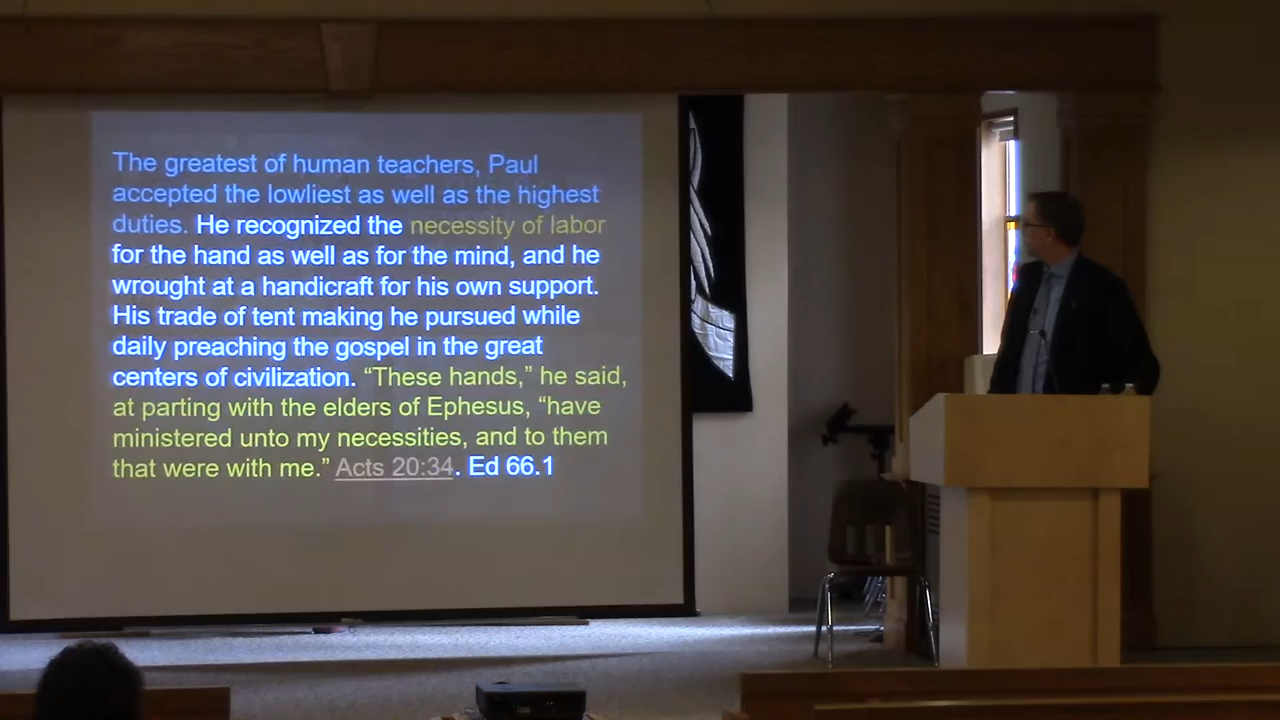 The greatest of human teachers, Paul
accepted the lowliest as well as the highest
duties. He recognized the necessity of labor
for the hand as well as for the mind, and he
wrought at a handicraft for his own support.
His trade of tent making he pursued while
daily preaching the gospel in the great
centers of civilization. “These hands,” he said,
at parting with the elders of Ephesus, “have
ministered unto my necessities, and to them
that were with me.” Acts 20:34. Ed 66.1